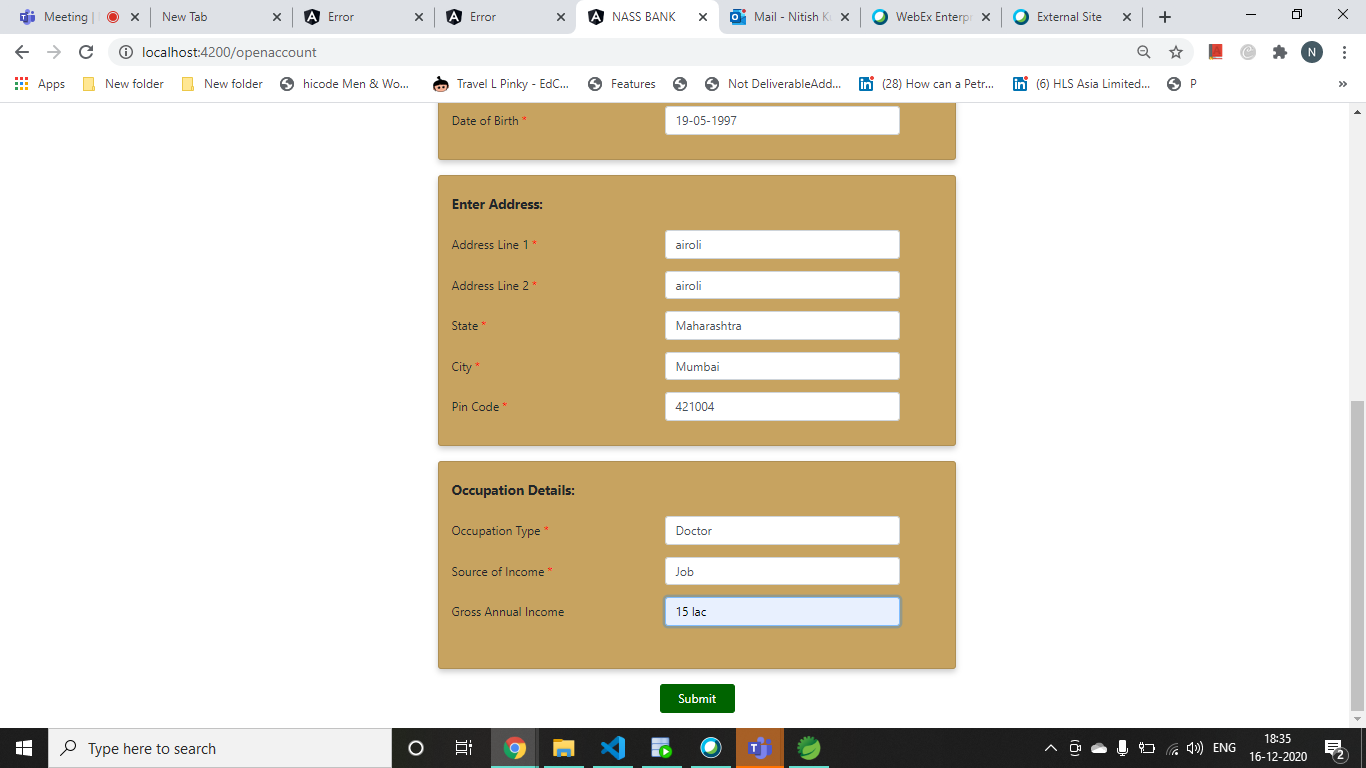 Meeting |
New Tab
Error
Error
NASS BANK
Mail - Nitish K
WebEx Enterpr
External Site
localhost:4200/openaccount
N
Apps
New folder
New folder
hicode Men & Wo...
Travel L Pinky - EdC...
Features
Not DeliverableAdd...
(28) How can a Petr...
(6) HLS Asia Limited...
P
»
Date of Birth * 19-05-1997
Enter Address:
Address Line 1 * airoli
Address Line 2 * airoli
State * Maharashtra
City * Mumbai
Pin Code * 421004
Occupation Details:
Occupation Type * Doctor
Source of Income * Job
Gross Annual Income 15 lac
Submit
Type here to search
ENG
18:35
16-12-2020
2